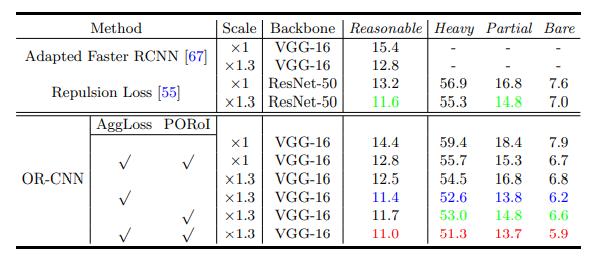 Method Scale Backbone Reasonable Heavy Partial Bare
Adapted Faster RCNN [67] ×1 VGG-16 15.4 - - -
×1.3 VGG-16 12.8 - - -
Repulsion Loss [55] ×1 ResNet-50 13.2 56.9 16.8 7.6
×1.3 ResNet-50 11.6 55.3 14.8 7.0
AggLoss PORoI
OR-CNN ×1 VGG-16 14.4 59.4 18.4 7.9
√ √ ×1 VGG-16 12.8 55.7 15.3 6.7
×1.3 VGG-16 12.5 54.5 16.8 6.8
√ ×1.3 VGG-16 11.4 52.6 13.8 6.2
√ ×1.3 VGG-16 11.7 53.0 14.8 6.6
√ √ ×1.3 VGG-16 11.0 51.3 13.7 5.9